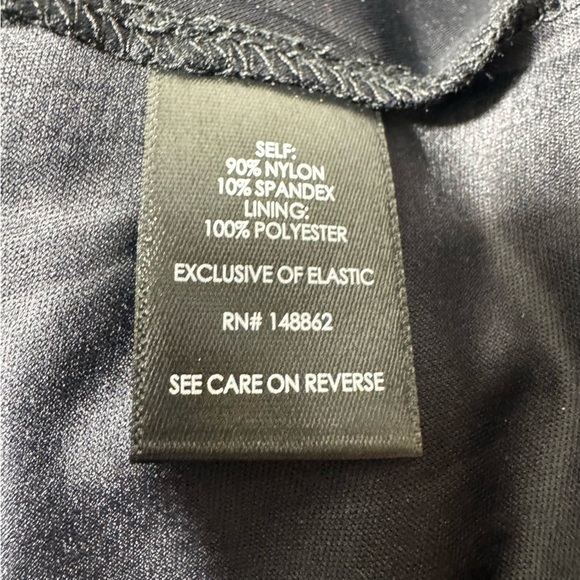 SELF:
90% NYLON
10% SPANDEX
LINING:
100% POLYESTER
EXCLUSIVE OF ELASTIC
RN# 148862
SEE CARE ON REVERSE